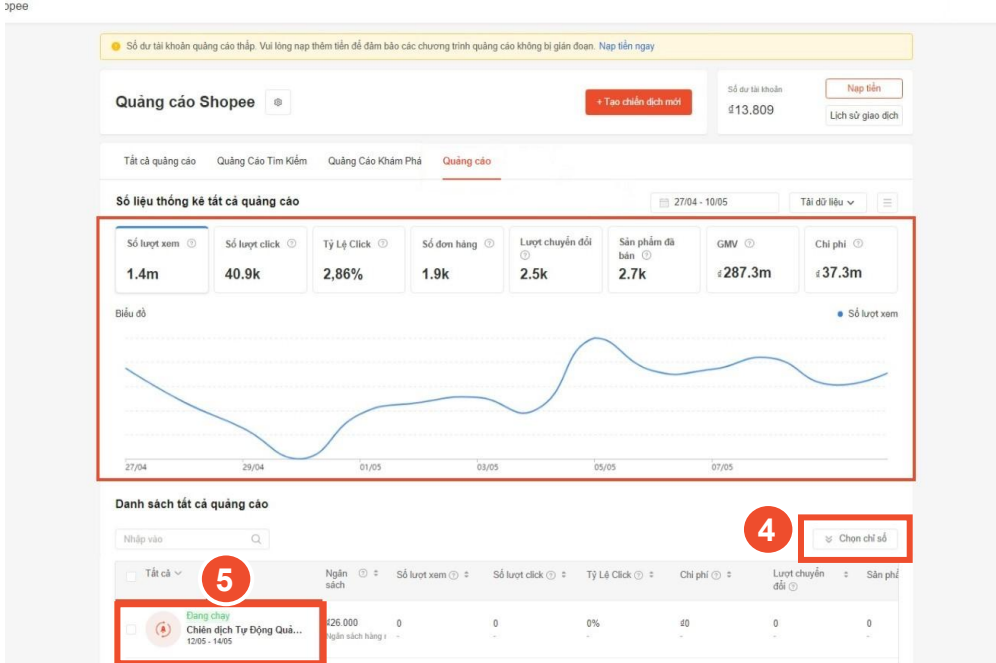 opee
Số dư tài khoản quảng cáo thấp. Vui lòng nạp thêm tiền để đảm bảo các chương trình quảng cáo không bị gián đoạn. Nạp tiền ngay
Quảng cáo Shopee
+ Tạo chiến dịch mới
Số dư tài khoản
₫13.809
Nạp tiền
Lịch sử giao dịch
Tất cả quảng cáo Quảng Cáo Tìm Kiếm Quảng Cáo Khám Phá Quảng cáo
Số liệu thống kê tất cả quảng cáo
27/04 - 10/05
Tải dữ liệu
Số lượt xem Số lượt click Tỷ Lệ Click Số đơn hàng Lượt chuyển đổi Sản phẩm đã bán GMV Chi phí
1.4m 40.9k 2,86% 1.9k 2.5k 2.7k ₫287.3m ₫37.3m
Biểu đồ
Số lượt xem
27/04 29/04 01/05 03/05 05/05 07/05
Danh sách tất cả quảng cáo
4
Nhập vào
Chọn chỉ số
5
Tất cả Ngân sách Số lượt xem Số lượt click Tỷ Lệ Click Chi phí Lượt chuyển đổi Sản phẩ
Đang chạy
Chiến dịch Tự Động Quả...
12/05 - 14/05
₫26.000 0 0 0% ₫0 0 0
Ngân sách hàng - - - - - -